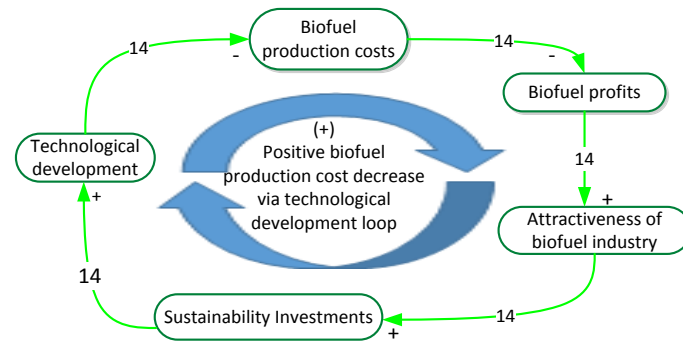 Biofuel
production costs
14
-
14
-
Biofuel profits
14
+
Attractiveness of
biofuel industry
14
+
Sustainability Investments
14
+
Technological
development
(+)
Positive biofuel
production cost decrease
via technological
development loop